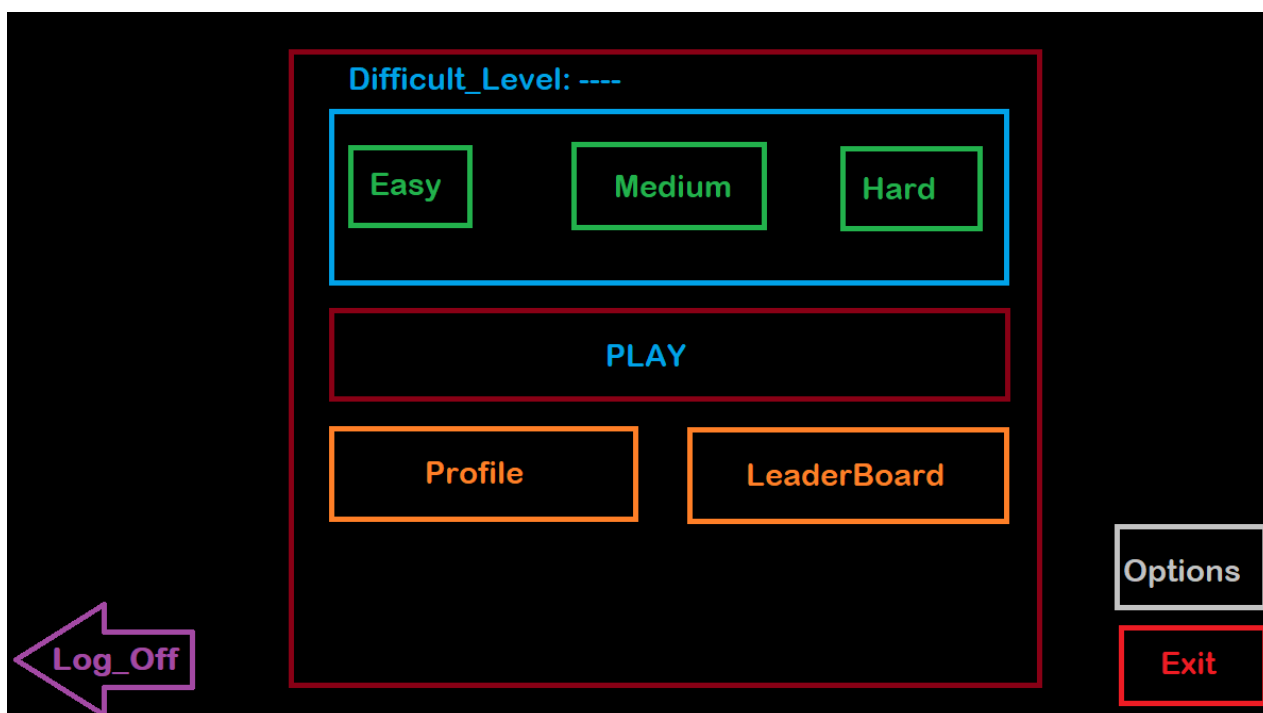 Difficult_Level: ----
Easy Medium Hard
PLAY
Profile LeaderBoard
Options
Log_Off
Exit